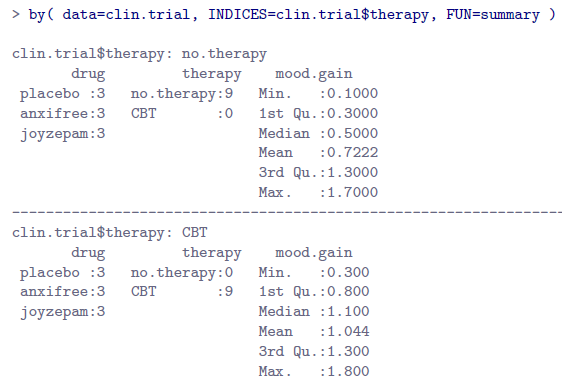 > by( data=clin.trial, INDICES=clin.trial$therapy, FUN=summary )
clin.trial$therapy: no.therapy
drug therapy mood.gain
placebo :3 no.therapy:9 Min. :0.1000
anxifree:3 CBT :0 1st Qu.:0.3000
joyzepam:3 Median :0.5000
Mean :0.7222
3rd Qu.:1.3000
Max. :1.7000
----------------------------------------------------------------
clin.trial$therapy: CBT
drug therapy mood.gain
placebo :3 no.therapy:0 Min. :0.300
anxifree:3 CBT :9 1st Qu.:0.800
joyzepam:3 Median :1.100
Mean :1.044
3rd Qu.:1.300
Max. :1.800